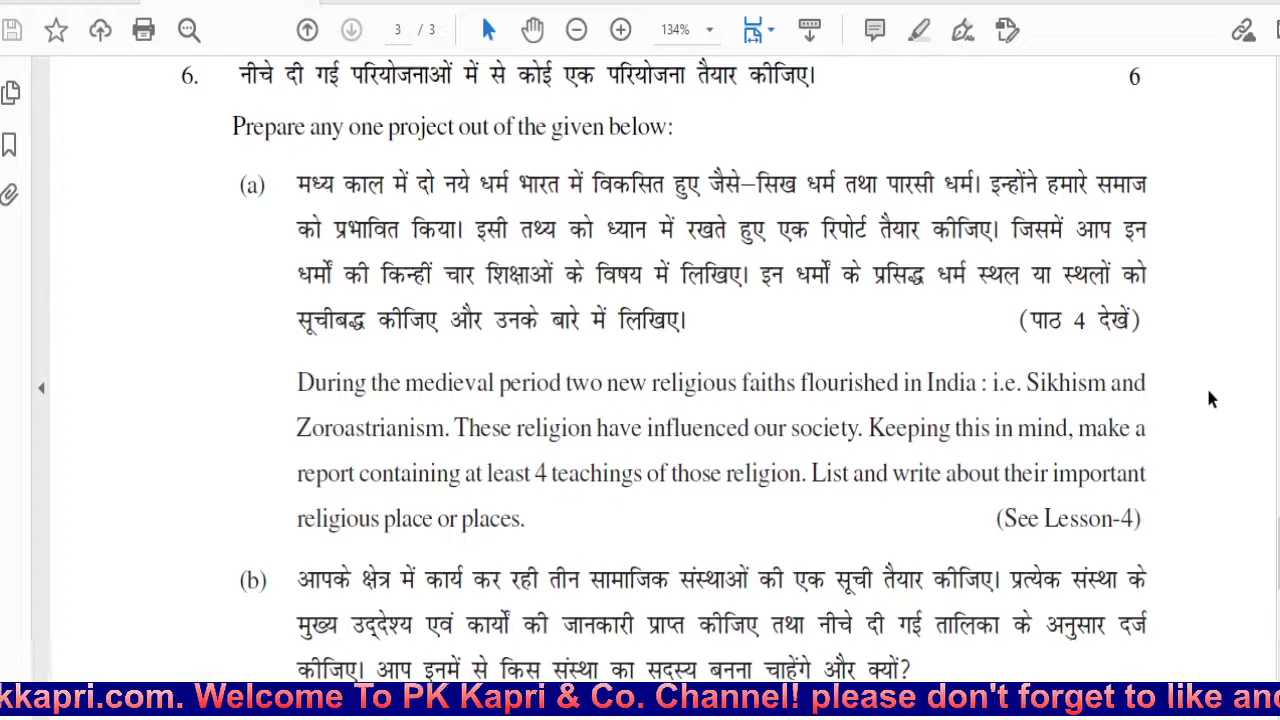 3 / 3
134%
6. नीचे दी गई परियोजनाओं में से कोई एक परियोजना तैयार कीजिए। 6
Prepare any one project out of the given below:
(a) मध्य काल में दो नये धर्म भारत में विकसित हुए जैसे–सिख धर्म तथा पारसी धर्म। इन्होंने हमारे समाज
को प्रभावित किया। इसी तथ्य को ध्यान में रखते हुए एक रिपोर्ट तैयार कीजिए। जिसमें आप इन
धर्मों की किन्हीं चार शिक्षाओं के विषय में लिखिए। इन धर्मों के प्रसिद्ध धर्म स्थल या स्थलों को
सूचीबद्ध कीजिए और उनके बारे में लिखिए। (पाठ 4 देखें)
During the medieval period two new religious faiths flourished in India : i.e. Sikhism and
Zoroastrianism. These religion have influenced our society. Keeping this in mind, make a
report containing at least 4 teachings of those religion. List and write about their important
religious place or places. (See Lesson-4)
(b) आपके क्षेत्र में कार्य कर रही तीन सामाजिक संस्थाओं की एक सूची तैयार कीजिए। प्रत्येक संस्था के
मुख्य उद्देश्य एवं कार्यों की जानकारी प्राप्त कीजिए तथा नीचे दी गई तालिका के अनुसार दर्ज
कीजिए। आप इनमें से किस संस्था का सदस्य बनना चाहेंगे और क्यों?
kkapri.com. Welcome To PK Kapri & Co. Channel! please don't forget to like and